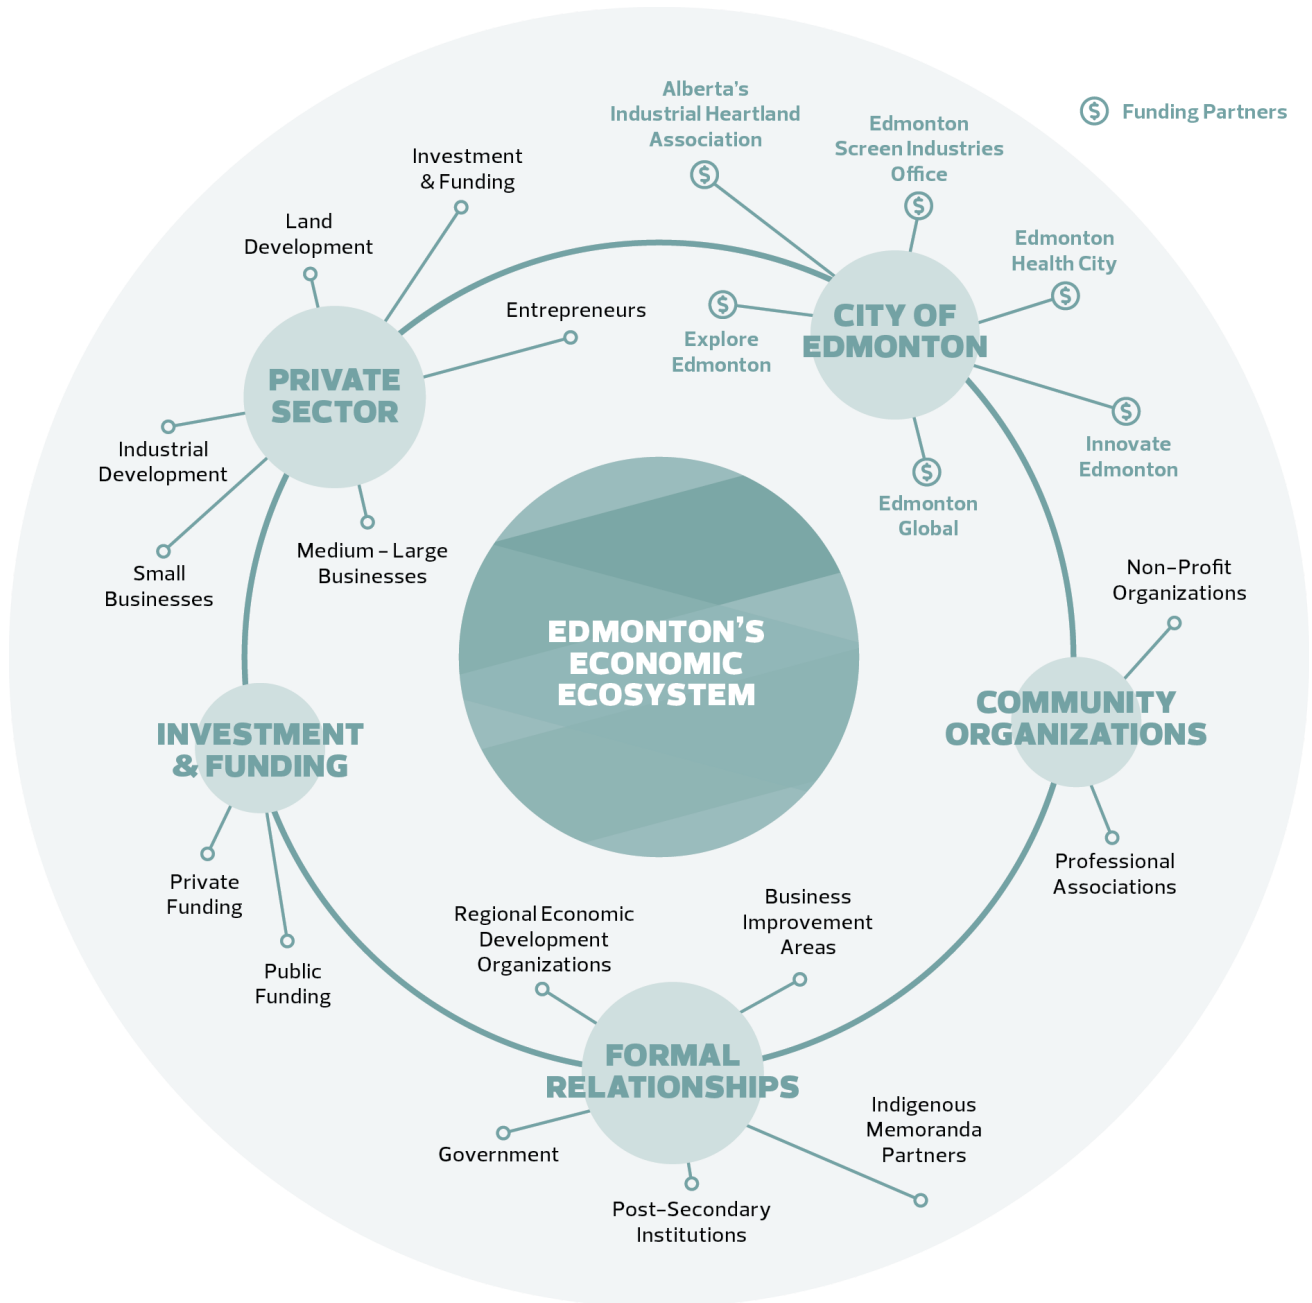 Alberta's
Industrial Heartland
Association
Edmonton
Screen Industries
Office
Funding Partners
Investment
& Funding
Land
Development
Edmonton
Health City
Entrepreneurs
Explore
Edmonton
CITY OF
EDMONTON
PRIVATE
SECTOR
Innovate
Edmonton
Industrial
Development
Edmonton
Global
Medium – Large
Businesses
Small
Businesses
Non–Profit
Organizations
EDMONTON'S
ECONOMIC
ECOSYSTEM
COMMUNITY
ORGANIZATIONS
INVESTMENT
& FUNDING
Professional
Associations
Private
Funding
Public
Funding
Regional Economic
Development
Organizations
Business
Improvement
Areas
FORMAL
RELATIONSHIPS
Government
Indigenous
Memoranda
Partners
Post–Secondary
Institutions